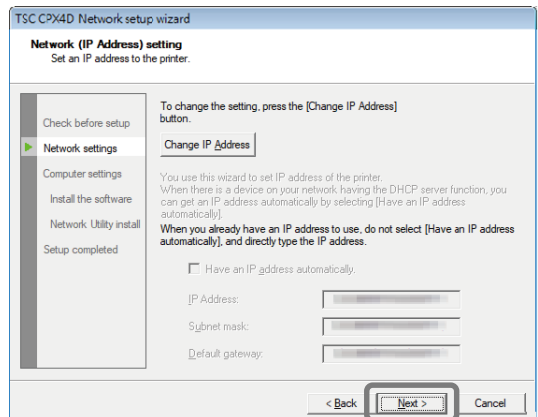 TSC CPX4D Network setup wizard
Network (IP Address) setting
Set an IP address to the printer.
Check before setup
Network settings
Computer settings
Install the software
Network Utility install
Setup completed
To change the setting, press the [Change IP Address]
button.
Change IP Address
You use this wizard to set IP address of the printer.
When there is a device on your network having the DHCP server function, you
can get an IP address automatically by selecting [Have an IP address
automatically].
When you already have an IP address to use, do not select [Have an IP address
automatically], and directly type the IP address.
Have an IP address automatically.
IP Address:
Subnet mask:
Default gateway:
< Back
Next >
Cancel